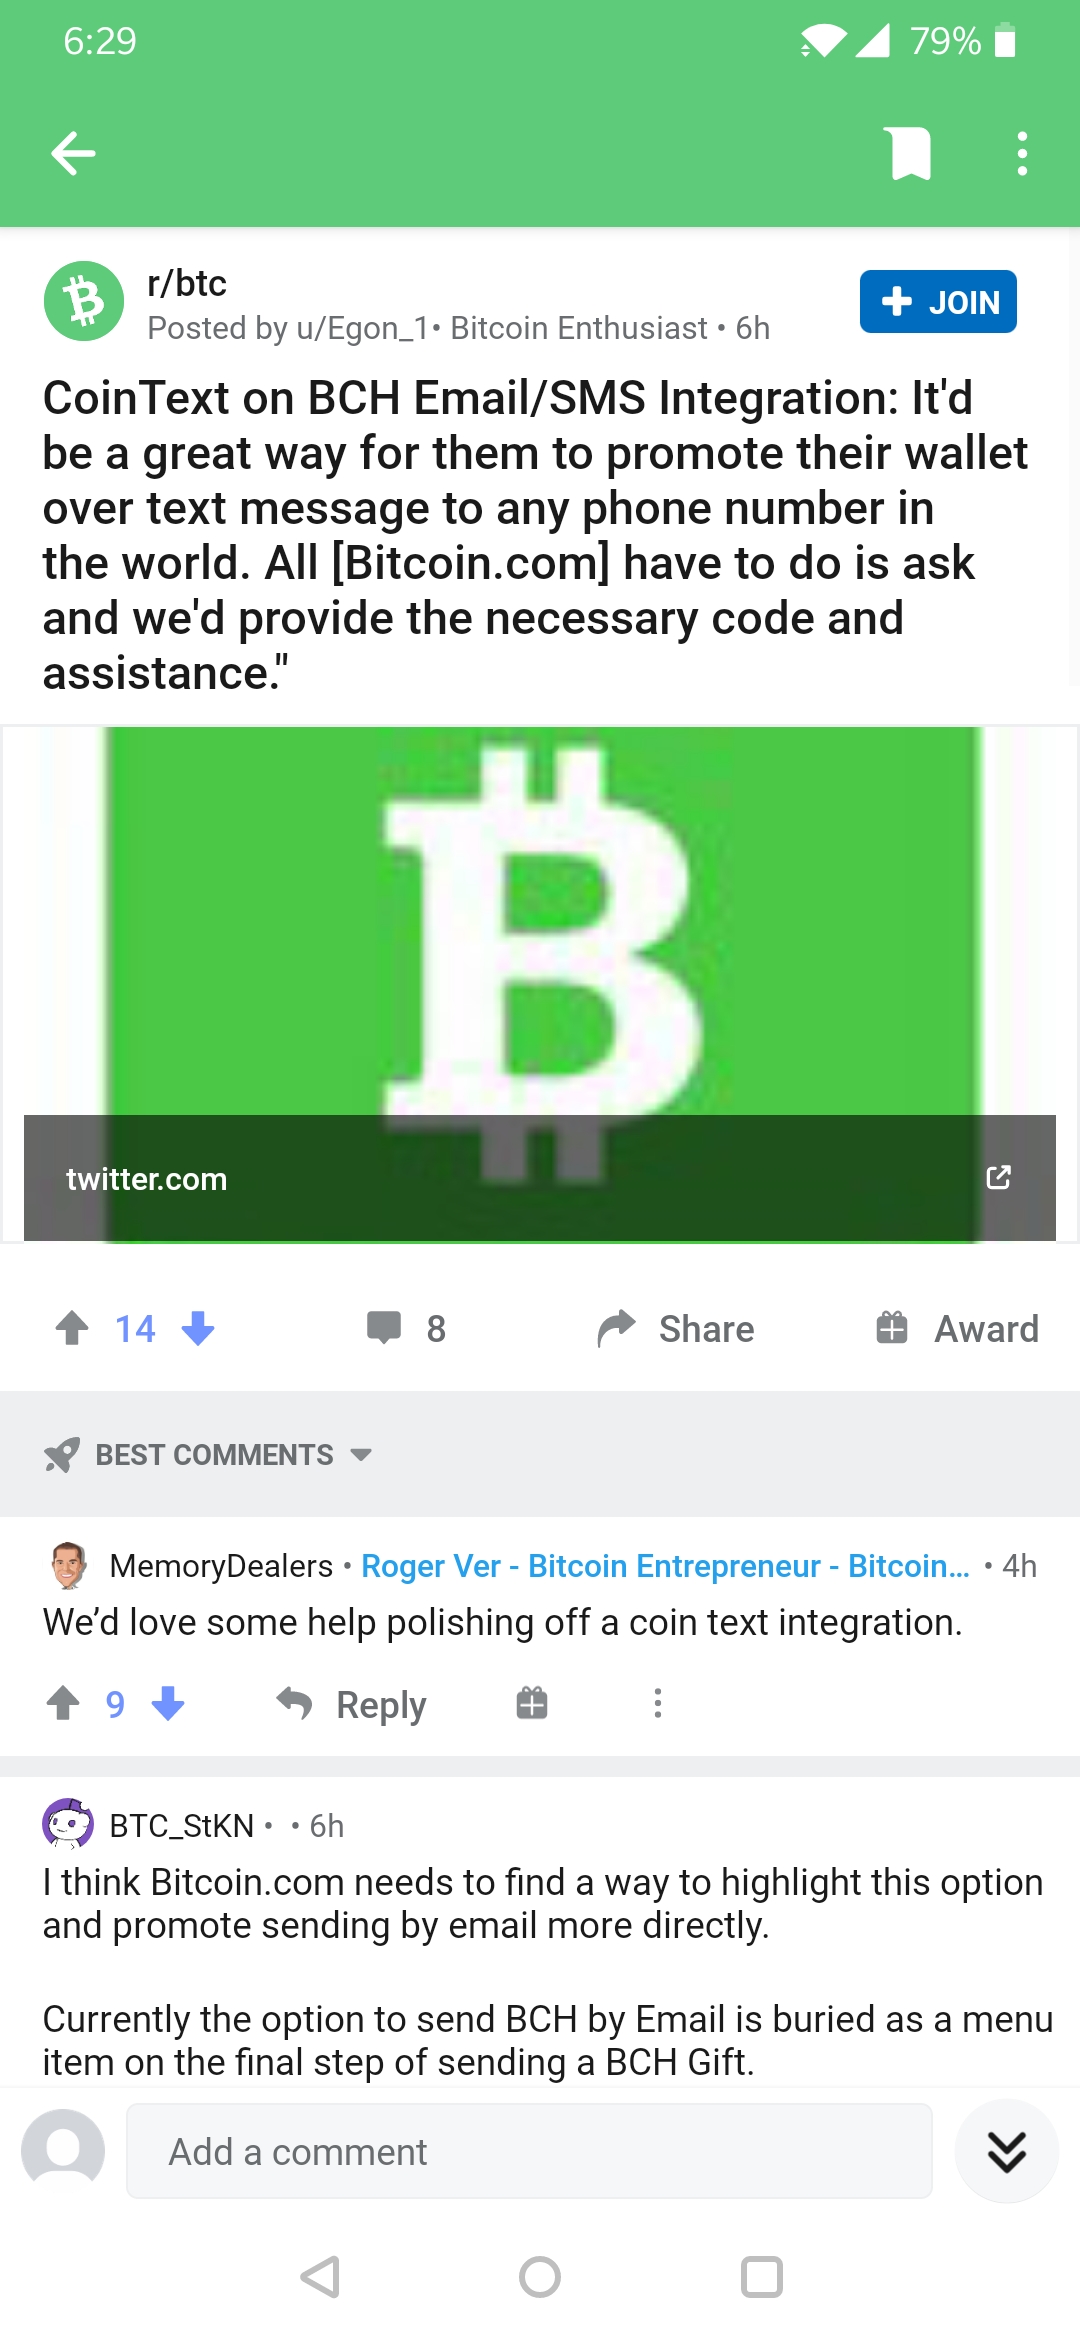 6:29
79%
r/btc
Posted by u/Egon_1• Bitcoin Enthusiast • 6h
JOIN
CoinText on BCH Email/SMS Integration: It'd
be a great way for them to promote their wallet
over text message to any phone number in
the world. All [Bitcoin.com] have to do is ask
and we'd provide the necessary code and
assistance."
twitter.com
14
8
Share
Award
BEST COMMENTS
MemoryDealers • Roger Ver - Bitcoin Entrepreneur - Bitcoin... • 4h
We’d love some help polishing off a coin text integration.
9
Reply
BTC_StKN • • 6h
I think Bitcoin.com needs to find a way to highlight this option
and promote sending by email more directly.
Currently the option to send BCH by Email is buried as a menu
item on the final step of sending a BCH Gift.
Add a comment